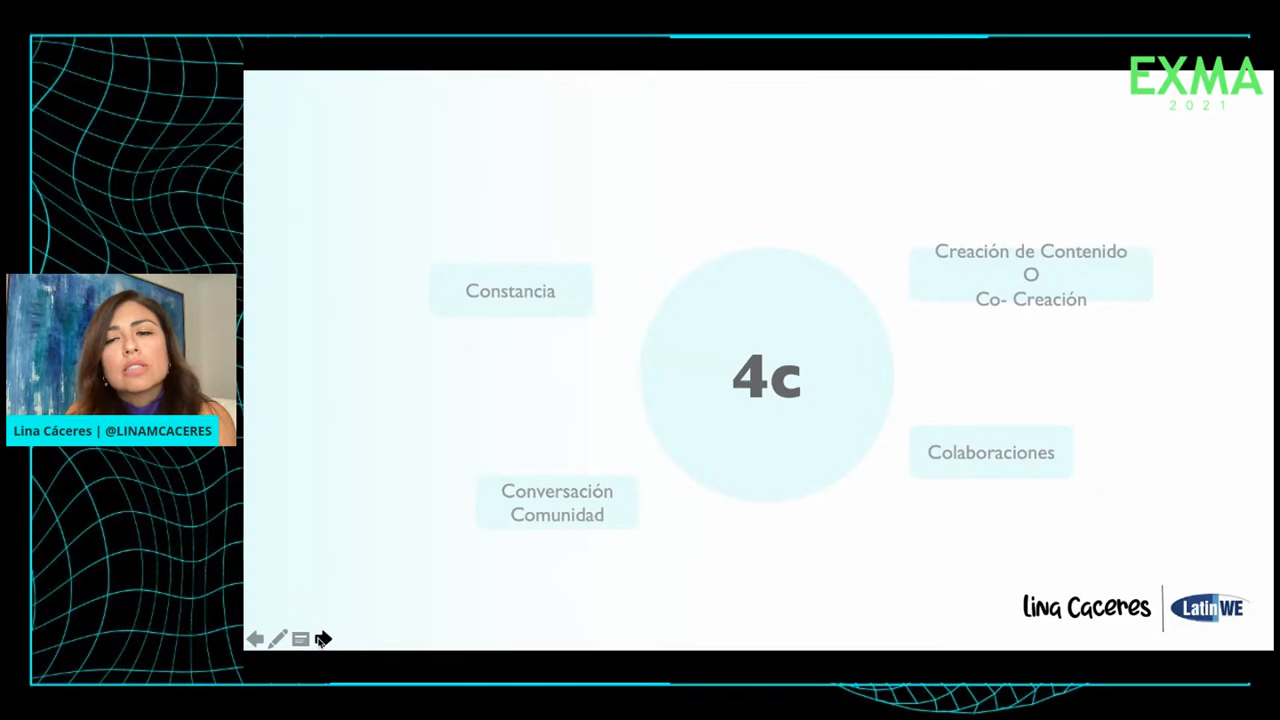 EXMA
2021
Creación de Contenido
O
Co- Creación
Constancia
4c
Colaboraciones
Conversación
Comunidad
Lina Cáceres | @LINAMCACERES
Lina Caceres
LatinWE